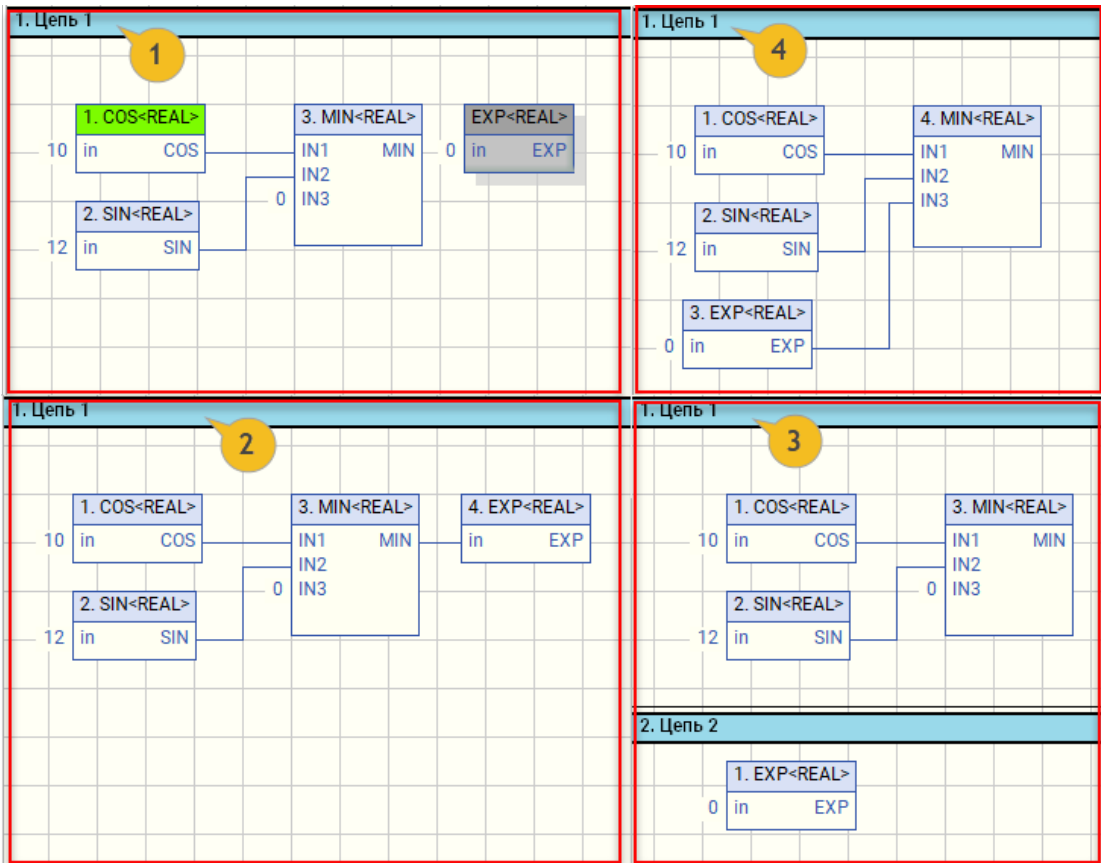 1. Цепь 1
1
1. COS<REAL>
3. MIN<REAL>
EXP<REAL>
10 in COS
IN1 MIN
0 in EXP
IN2
0 IN3
2. SIN<REAL>
12 in SIN
1. Цепь 1
4
1. COS<REAL>
4. MIN<REAL>
10 in COS
IN1 MIN
IN2
IN3
2. SIN<REAL>
12 in SIN
3. EXP<REAL>
0 in EXP
1. Цепь 1
2
1. COS<REAL>
3. MIN<REAL>
4. EXP<REAL>
10 in COS
IN1 MIN
in EXP
IN2
0 IN3
2. SIN<REAL>
12 in SIN
1. Цепь 1
3
1. COS<REAL>
3. MIN<REAL>
10 in COS
IN1 MIN
IN2
0 IN3
2. SIN<REAL>
12 in SIN
2. Цепь 2
1. EXP<REAL>
0 in EXP